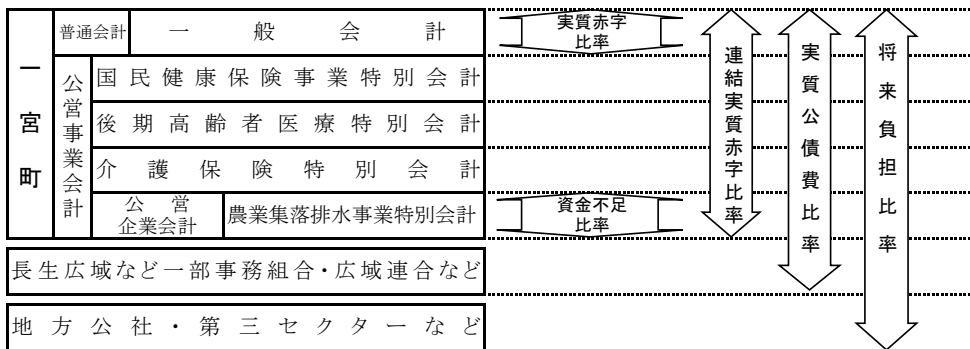 一宮町
普通会計
一般会計
公営事業会計
国民健康保険事業特別会計
後期高齢者医療特別会計
介護保険特別会計
公営
企業会計
農業集落排水事業特別会計
長生広域など一部事務組合・広域連合など
地方公社・第三セクターなど
実質赤字
比率
資金不足
比率
連結実質赤字比率
実質公債費比率
将来負担比率